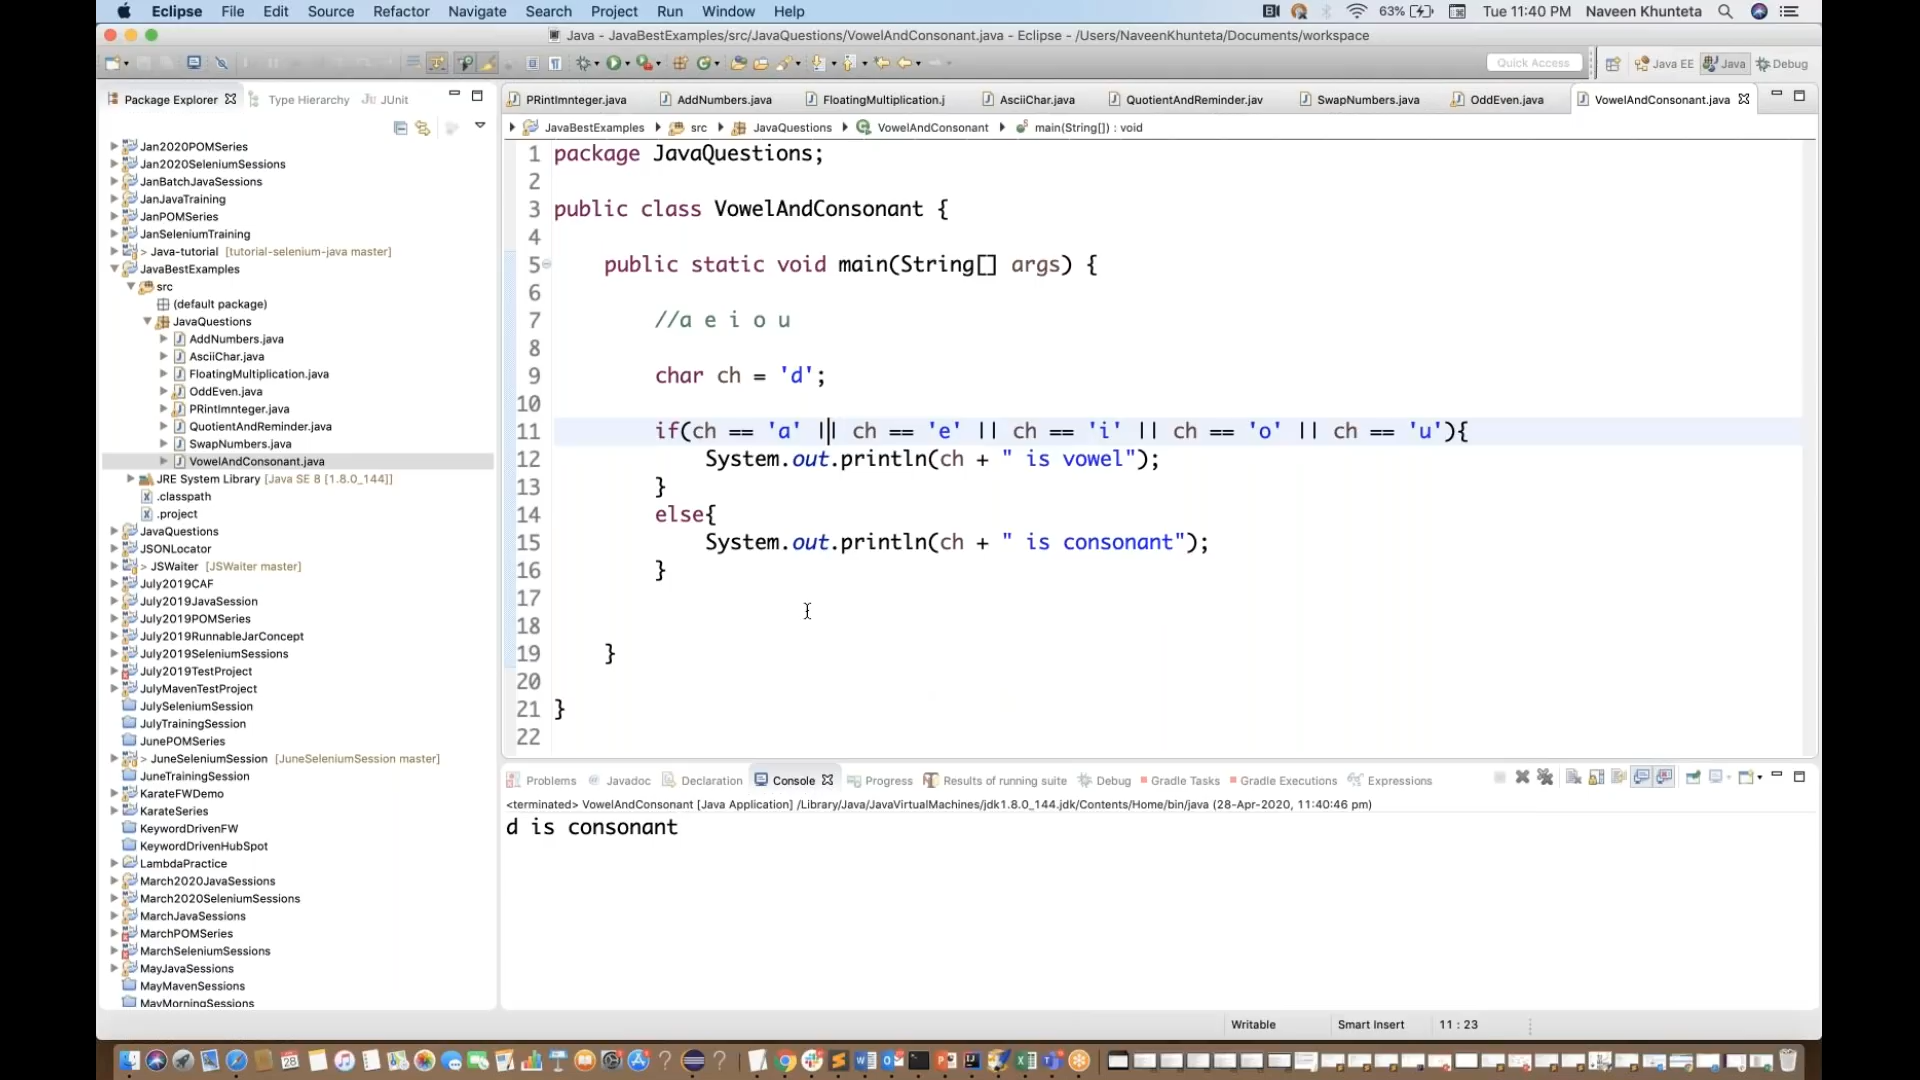 Eclipse File Edit Source Refactor Navigate Search Project Run Window Help 63% Tue 11:40 PM Naveen Khunteta
Java - JavaBestExamples/src/JavaQuestions/VowelAndConsonant.java - Eclipse - /Users/NaveenKhunteta/Documents/workspace
Quick Access Java EE Java Debug
Package Explorer Type Hierarchy JUnit
PRintImnteger.java AddNumbers.java FloatingMultiplication.j AsciiChar.java QuotientAndReminder.jav SwapNumbers.java OddEven.java VowelAndConsonant.java
JavaBestExamples src JavaQuestions VowelAndConsonant main(String[]) : void
Jan2020POMSeries
Jan2020SeleniumSessions
JanBatchJavaSessions
JanJavaTraining
JanPOMSeries
JanSeleniumTraining
> Java-tutorial [tutorial-selenium-java master]
JavaBestExamples
src
(default package)
JavaQuestions
AddNumbers.java
AsciiChar.java
FloatingMultiplication.java
OddEven.java
PRintImnteger.java
QuotientAndReminder.java
SwapNumbers.java
VowelAndConsonant.java
JRE System Library [Java SE 8 [1.8.0_144]]
.classpath
.project
JavaQuestions
JSONLocator
> JSWaiter [JSWaiter master]
July2019CAF
July2019JavaSession
July2019POMSeries
July2019RunnableJarConcept
July2019SeleniumSessions
July2019TestProject
JulyMavenTestProject
JulySeleniumSession
JulyTrainingSession
JunePOMSeries
> JuneSeleniumSession [JuneSeleniumSession master]
JuneTrainingSession
KarateFWDemo
KarateSeries
KeywordDrivenFW
KeywordDrivenHubSpot
LambdaPractice
March2020JavaSessions
March2020SeleniumSessions
MarchJavaSessions
MarchPOMSeries
MarchSeleniumSessions
MayJavaSessions
MayMavenSessions
MayMorningSessions
1 package JavaQuestions;
2
3 public class VowelAndConsonant {
4
5 public static void main(String[] args) {
6
7 //a e i o u
8
9 char ch = 'd';
10
11 if(ch == 'a' || ch == 'e' || ch == 'i' || ch == 'o' || ch == 'u'){
12 System.out.println(ch + " is vowel");
13 }
14 else{
15 System.out.println(ch + " is consonant");
16 }
17
18
19 }
20
21 }
22
Problems Javadoc Declaration Console Progress Results of running suite Debug Gradle Tasks Gradle Executions Expressions
<terminated> VowelAndConsonant [Java Application] /Library/Java/JavaVirtualMachines/jdk1.8.0_144.jdk/Contents/Home/bin/java (28-Apr-2020, 11:40:46 pm)
d is consonant
Writable Smart Insert 11 : 23